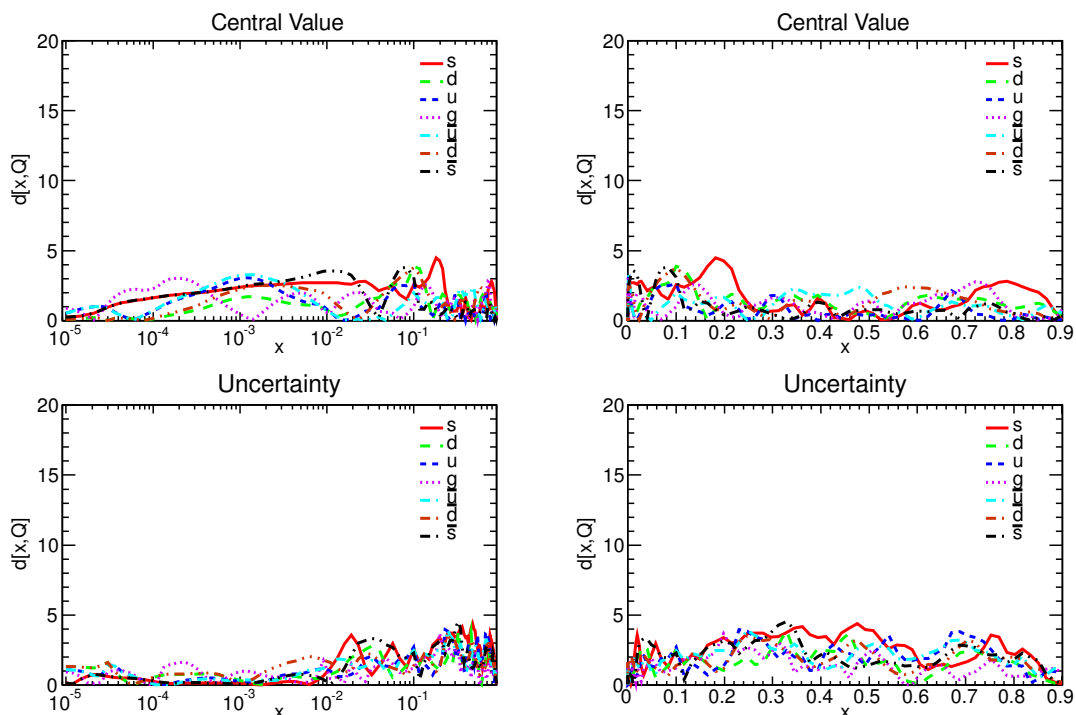 Central Value
20
15
10
5
0
d[x,Q]
10⁻⁵ 10⁻⁴ 10⁻³ 10⁻² 10⁻¹
x
s
d
u
g
u̅
d̅
s̅
Central Value
20
15
10
5
0
d[x,Q]
0 0.1 0.2 0.3 0.4 0.5 0.6 0.7 0.8 0.9
x
s
d
u
g
u̅
d̅
s̅
Uncertainty
20
15
10
5
0
d[x,Q]
10⁻⁵ 10⁻⁴ 10⁻³ 10⁻² 10⁻¹
x
s
d
u
g
u̅
d̅
s̅
Uncertainty
20
15
10
5
0
d[x,Q]
0 0.1 0.2 0.3 0.4 0.5 0.6 0.7 0.8 0.9
x
s
d
u
g
u̅
d̅
s̅